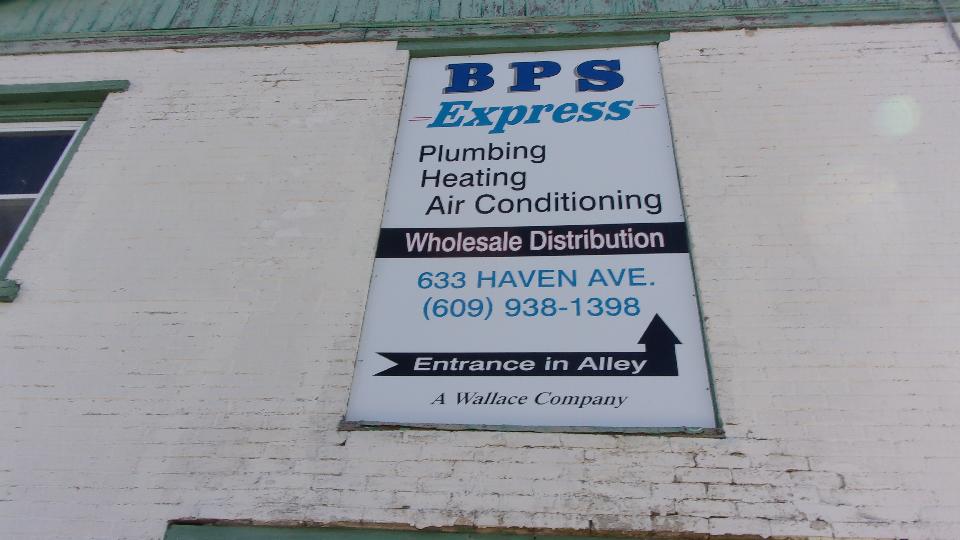 BPS
Express
Plumbing
Heating
Air Conditioning
Wholesale Distribution
633 HAVEN AVE.
(609) 938-1398
Entrance in Alley
A Wallace Company